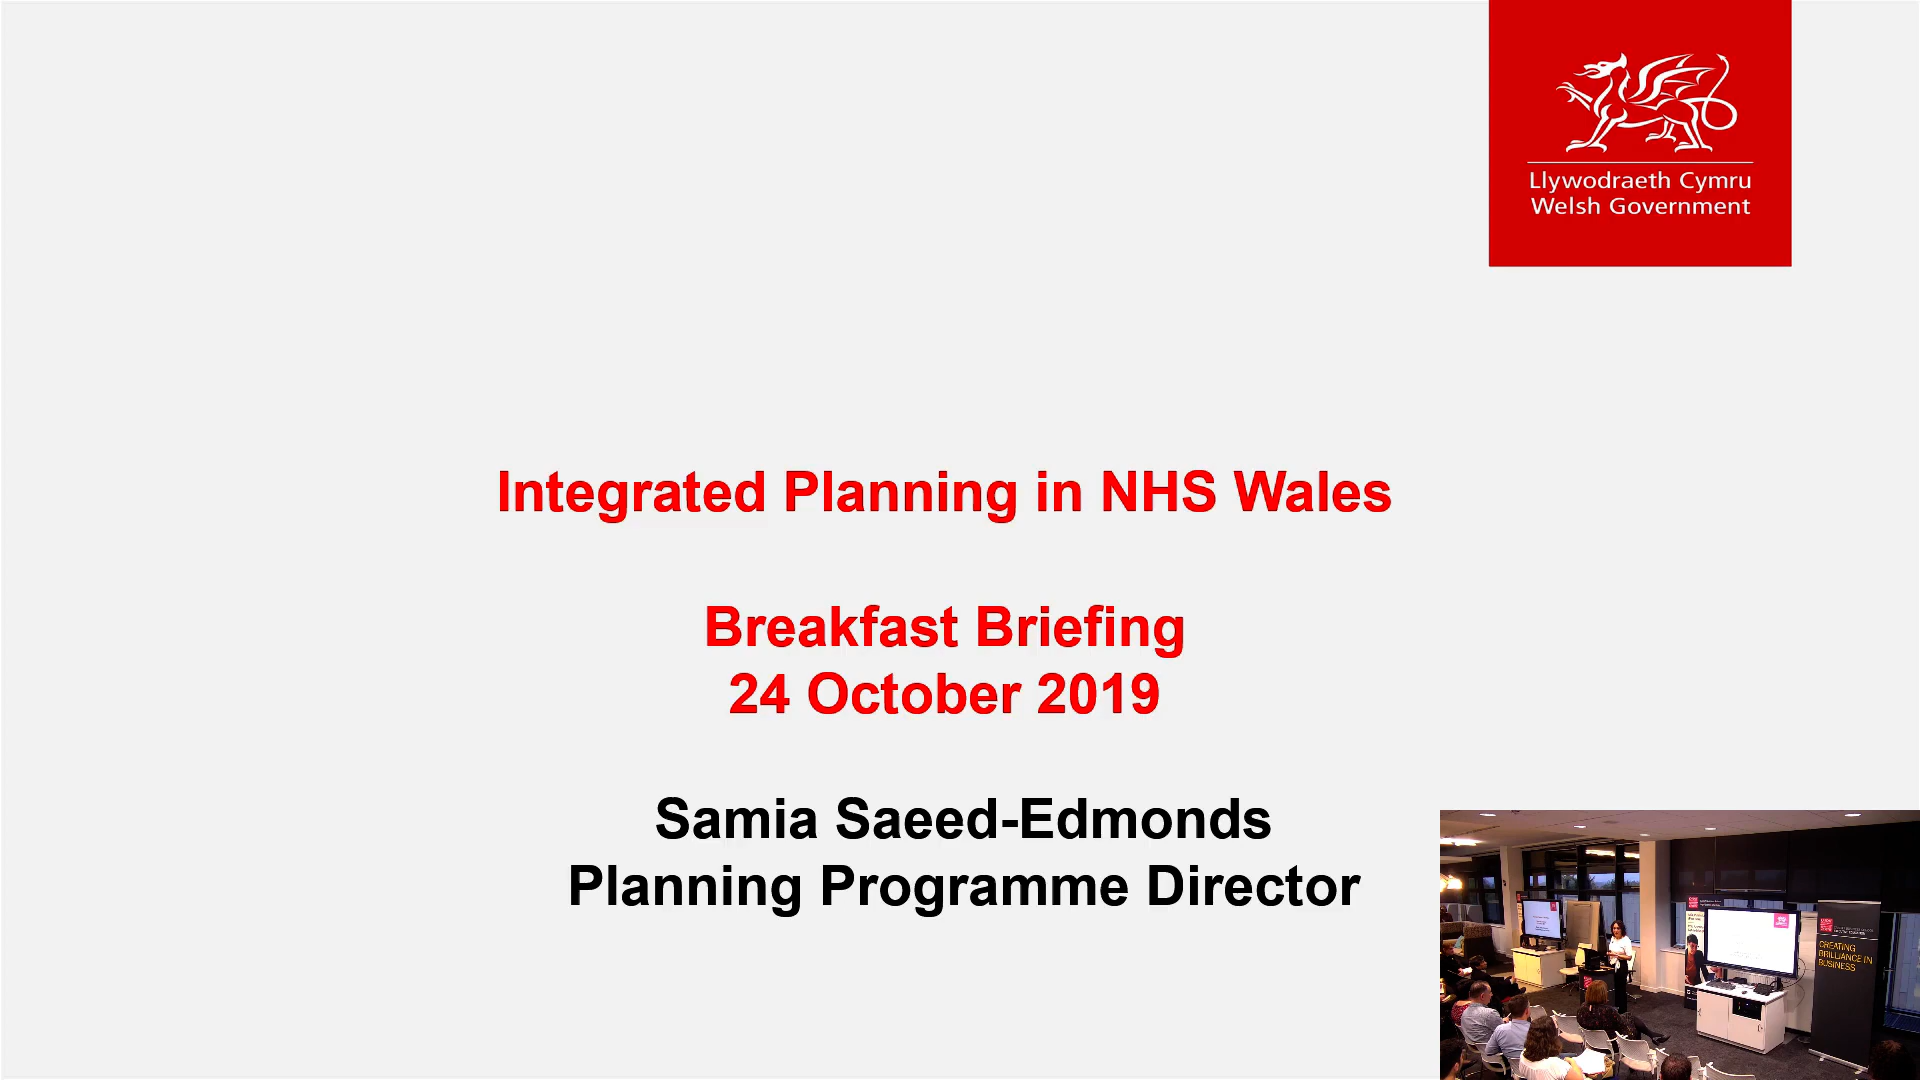 Llywodraeth Cymru
Welsh Government
Integrated Planning in NHS Wales
Breakfast Briefing
24 October 2019
Samia Saeed-Edmonds
Planning Programme Director
CREATING
BRILLIANCE IN
BUSINESS